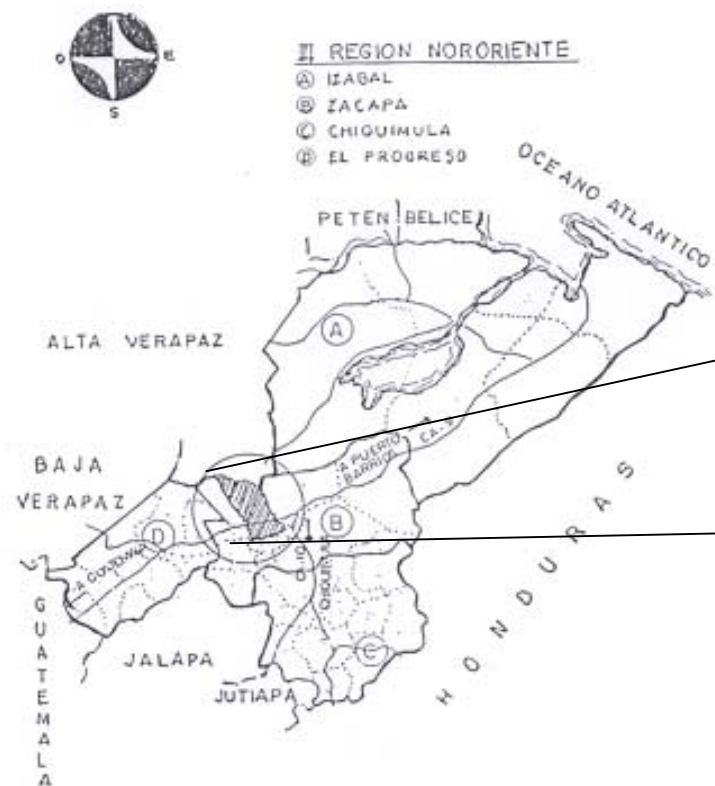 O
E
S
III REGION NORORIENTE
A IZABAL
B ZACAPA
C CHIQUIMULA
D EL PROGRESO
OCEANO ATLANTICO
PETEN BELICE
ALTA VERAPAZ
A
A PUERTO
BARRIOS
CA-9
BAJA
VERAPAZ
B
D
HONDURAS
GUATEMALA
JALAPA
C
JUTIAPA